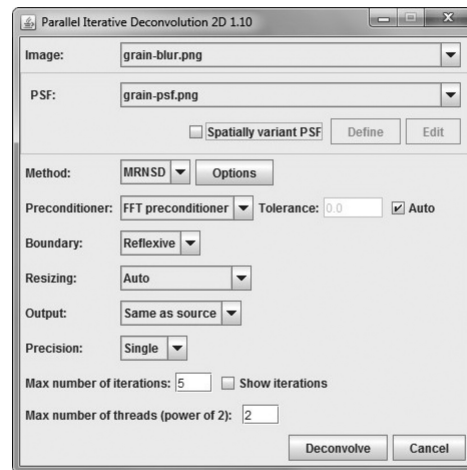 Parallel Iterative Deconvolution 2D 1.10
Image: grain-blur.png
PSF: grain-psf.png
Spatially variant PSF Define Edit
Method: MRNSD Options
Preconditioner: FFT preconditioner Tolerance: 0.0 Auto
Boundary: Reflexive
Resizing: Auto
Output: Same as source
Precision: Single
Max number of iterations: 5 Show iterations
Max number of threads (power of 2): 2
Deconvolve Cancel